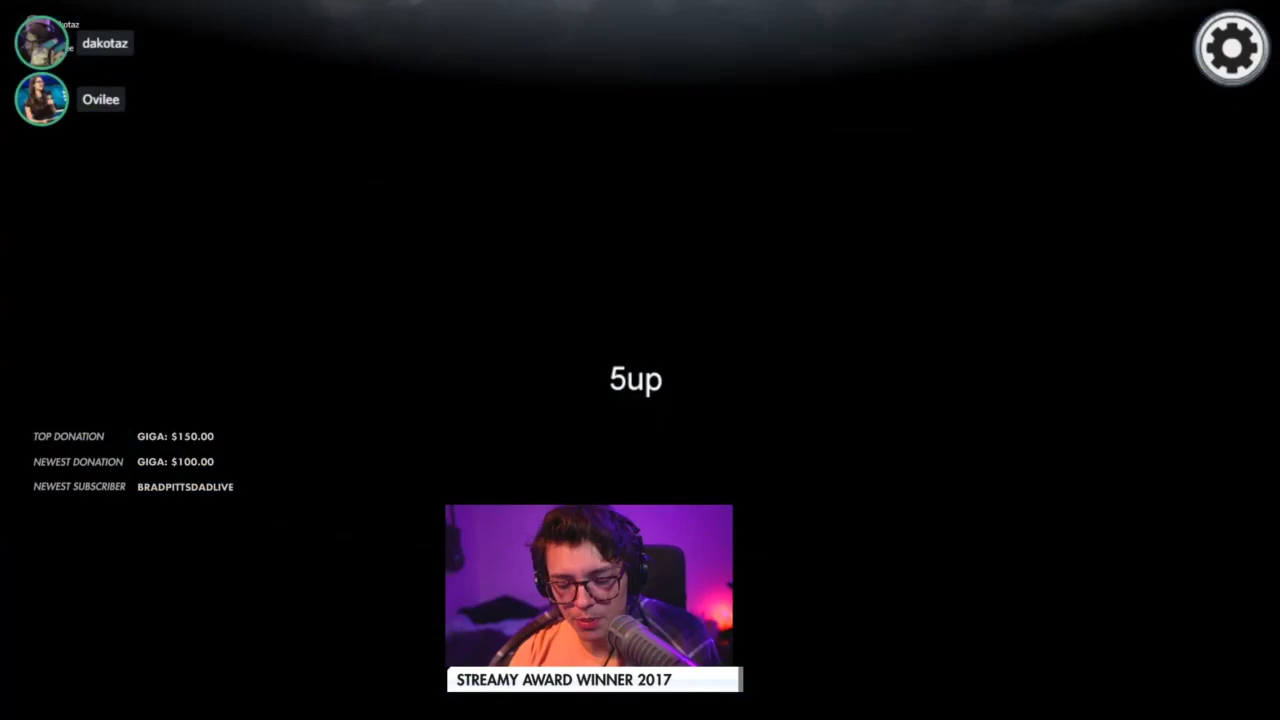 dakotaz
Ovilee
5up
TOP DONATION GIGA: $150.00
NEWEST DONATION GIGA: $100.00
NEWEST SUBSCRIBER BRADPITTSDADLIVE
STREAMY AWARD WINNER 2017